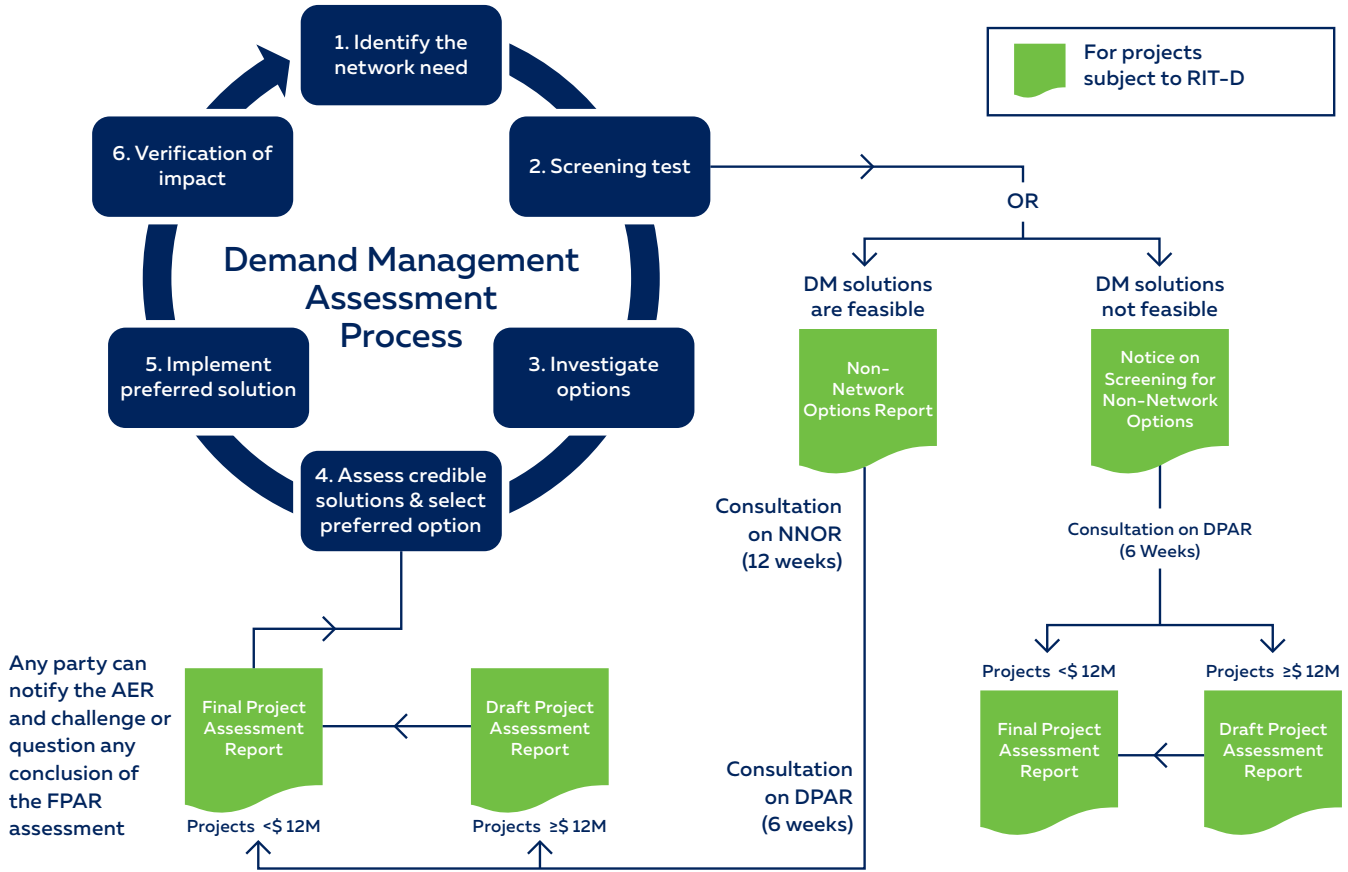 1. Identify the
network need
For projects
subject to RIT-D
6. Verification of
impact
2. Screening test
OR
Demand Management
Assessment
Process
DM solutions
are feasible
DM solutions
not feasible
5. Implement
preferred solution
3. Investigate
options
Non-
Network
Options Report
Notice on
Screening for
Non-Network
Options
4. Assess credible
solutions & select
preferred option
Consultation
on NNOR
(12 weeks)
Consultation on DPAR
(6 Weeks)
Any party can
notify the AER
and challenge or
question any
conclusion of
the FPAR
assessment
Final Project
Assessment
Report
Projects <$ 12M
Draft Project
Assessment
Report
Projects ≥$ 12M
Consultation
on DPAR
(6 weeks)
Projects <$ 12M
Final Project
Assessment
Report
Projects ≥$ 12M
Draft Project
Assessment
Report